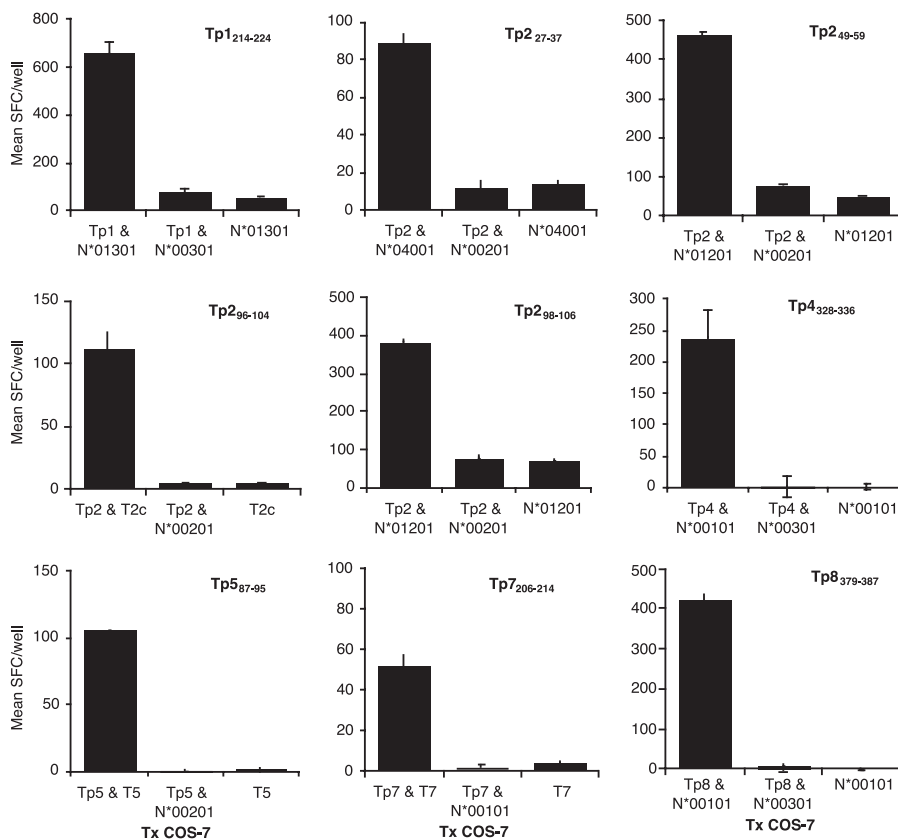 Tp1214-224
Mean SFC/well
800
600
400
200
0
Tp1 &
N*01301
Tp1 &
N*00301
N*01301
Tp2 27-37
100
80
60
40
20
0
Tp2 &
N*04001
Tp2 &
N*00201
N*04001
Tp249-59
500
400
300
200
100
0
Tp2 &
N*01201
Tp2 &
N*00201
N*01201
Tp296-104
Mean SFC/well
150
100
50
0
Tp2 & T2c
Tp2 &
N*00201
T2c
Tp298-106
500
400
300
200
100
0
Tp2 &
N*01201
Tp2 &
N*00201
N*01201
Tp4328-336
300
250
200
150
100
50
0
Tp4 &
N*00101
Tp4 &
N*00301
N*00101
Tp587-95
Mean SFC/well
150
100
50
0
Tp5 & T5
Tp5 &
N*00201
T5
Tx COS-7
Tp7206-214
100
80
60
40
20
0
Tp7 & T7
Tp7 &
N*00101
T7
Tx COS-7
Tp8379-387
500
400
300
200
100
0
Tp8 &
N*00101
Tp8 &
N*00301
N*00101
Tx COS-7